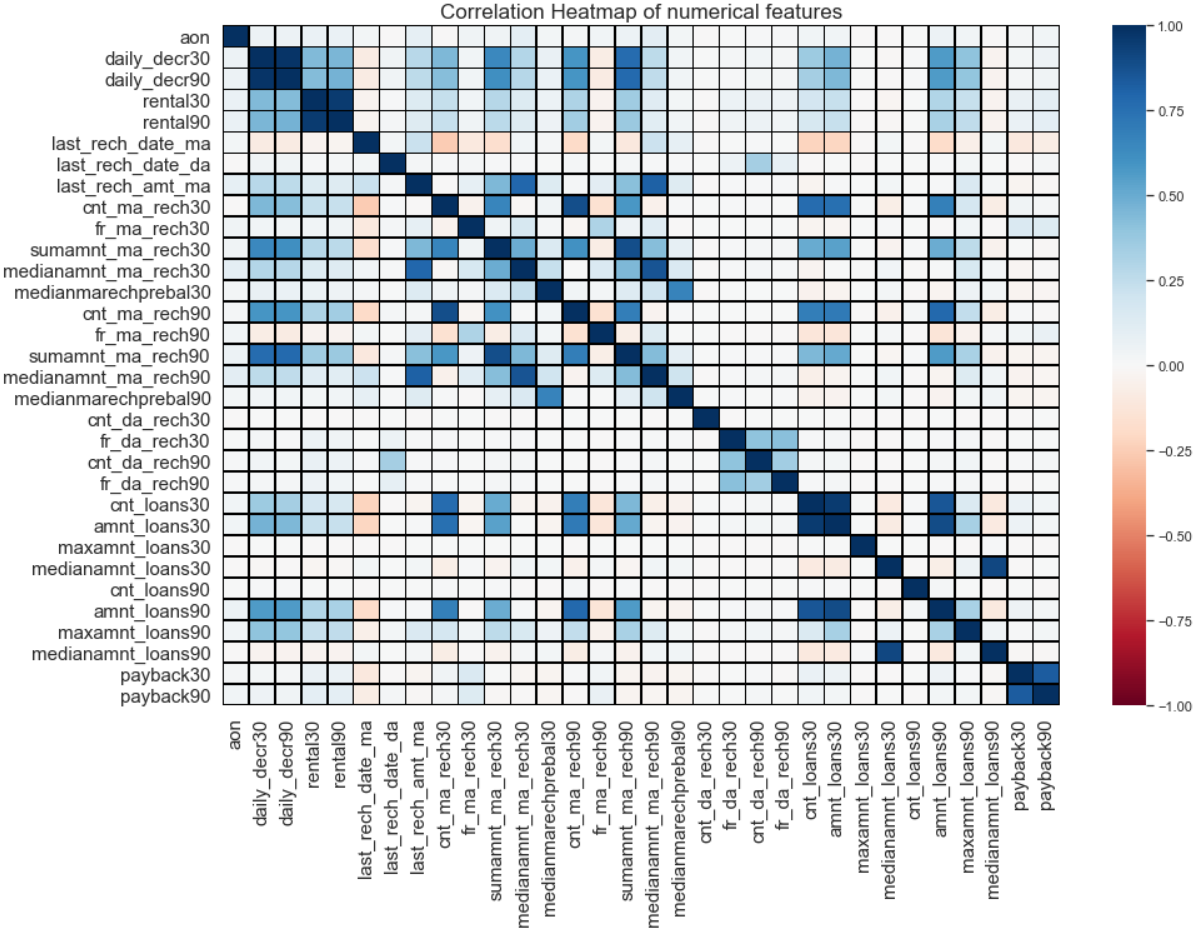 Correlation Heatmap of numerical features
aon
daily_decr30
daily_decr90
rental30
rental90
last_rech_date_ma
last_rech_date_da
last_rech_amt_ma
cnt_ma_rech30
fr_ma_rech30
sumamnt_ma_rech30
medianamnt_ma_rech30
medianmarechprebal30
cnt_ma_rech90
fr_ma_rech90
sumamnt_ma_rech90
medianamnt_ma_rech90
medianmarechprebal90
cnt_da_rech30
fr_da_rech30
cnt_da_rech90
fr_da_rech90
cnt_loans30
amnt_loans30
maxamnt_loans30
medianamnt_loans30
cnt_loans90
amnt_loans90
maxamnt_loans90
medianamnt_loans90
payback30
payback90
aon
daily_decr30
daily_decr90
rental30
rental90
last_rech_date_ma
last_rech_date_da
last_rech_amt_ma
cnt_ma_rech30
fr_ma_rech30
sumamnt_ma_rech30
medianamnt_ma_rech30
medianmarechprebal30
cnt_ma_rech90
fr_ma_rech90
sumamnt_ma_rech90
medianamnt_ma_rech90
medianmarechprebal90
cnt_da_rech30
fr_da_rech30
cnt_da_rech90
fr_da_rech90
cnt_loans30
amnt_loans30
maxamnt_loans30
medianamnt_loans30
cnt_loans90
amnt_loans90
maxamnt_loans90
medianamnt_loans90
payback30
payback90
1.00
0.75
0.50
0.25
0.00
−0.25
−0.50
−0.75
−1.00